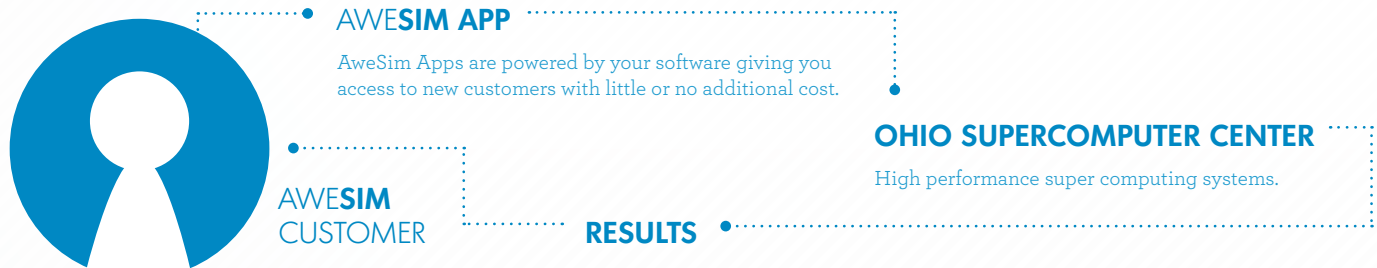 AWESIM APP
AweSim Apps are powered by your software giving you
access to new customers with little or no additional cost.
OHIO SUPERCOMPUTER CENTER
High performance super computing systems.
AWESIM
CUSTOMER
RESULTS